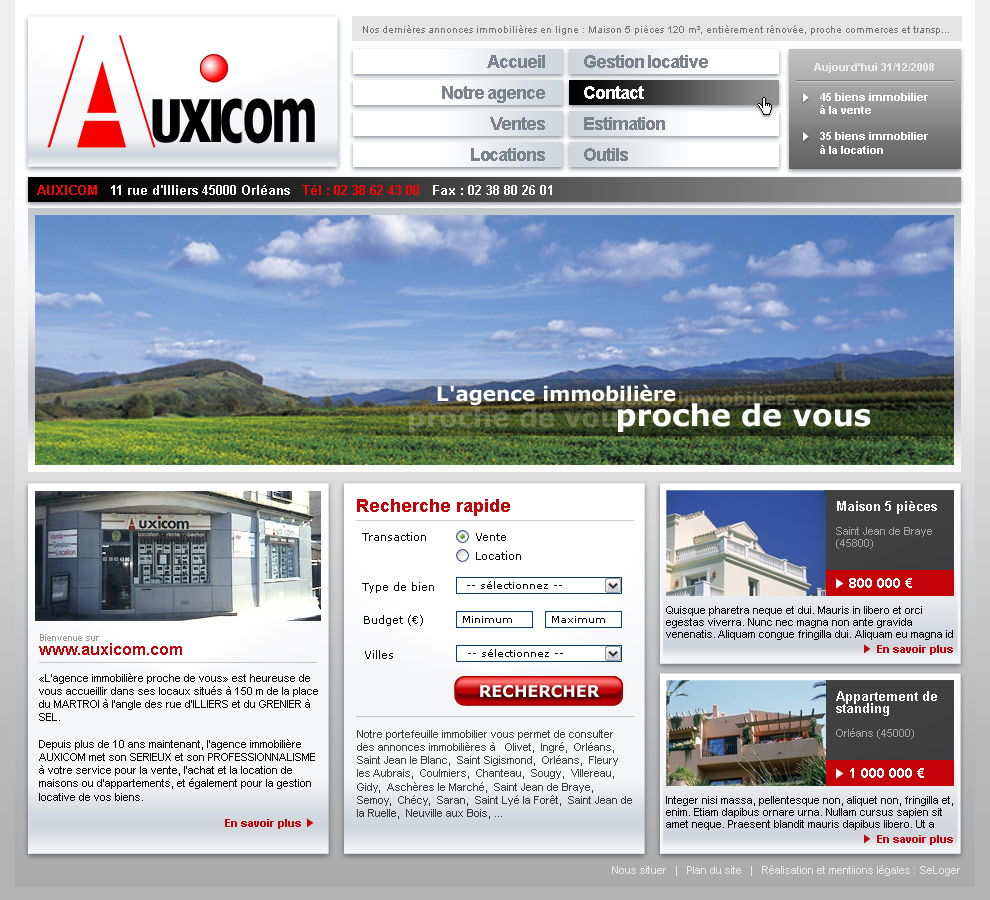 Auxicom
Nos dernières annonces immobilières en ligne : Maison 5 pièces 120 m², entièrement rénovée, proche commerces et transp...
Accueil
Gestion locative
Notre agence
Contact
Ventes
Estimation
Locations
Outils
Aujourd'hui 31/12/2008
45 biens immobilier
à la vente
35 biens immobilier
à la location
AUXICOM 11 rue d'Illiers 45000 Orléans Tél : 02 38 62 43 00 Fax : 02 38 80 26 01
L'agence immobilière
proche de vous
Auxicom
Location - Vente - Gestion
Vente
Gestion
Location
Bienvenue sur
www.auxicom.com
«L'agence immobilière proche de vous» est heureuse de
vous accueillir dans ses locaux situés à 150 m de la place
du MARTROI à l'angle des rue d'ILLIERS et du GRENIER à
SEL.
Depuis plus de 10 ans maintenant, l'agence immobilière
AUXICOM met son SERIEUX et son PROFESSIONNALISME
à votre service pour la vente, l'achat et la location de
maisons ou d'appartements, et également pour la gestion
locative de vos biens.
En savoir plus
Recherche rapide
Transaction
Vente
Location
Type de bien
-- sélectionnez --
Budget (€)
Minimum
Maximum
Villes
-- sélectionnez --
RECHERCHER
Notre portefeuille immobilier vous permet de consulter
des annonces immobilières à Olivet, Ingré, Orléans,
Saint Jean le Blanc, Saint Sigismond, Orléans, Fleury
les Aubrais, Coulmiers, Chanteau, Sougy, Villereau,
Gidy, Aschères le Marché, Saint Jean de Braye,
Semoy, Chécy, Saran, Saint Lyé la Forêt, Saint Jean de
la Ruelle, Neuville aux Bois, ...
Maison 5 pièces
Saint Jean de Braye
(45800)
800 000 €
Quisque pharetra neque et dui. Mauris in libero et orci
egestas viverra. Nunc nec magna non ante gravida
venenatis. Aliquam congue fringilla dui. Aliquam eu magna id
En savoir plus
Appartement de
standing
Orléans (45000)
1 000 000 €
Integer nisi massa, pellentesque non, aliquet non, fringilla et,
enim. Etiam dapibus ornare urna. Nullam cursus sapien sit
amet neque. Praesent blandit mauris dapibus libero. Ut a
En savoir plus
Nous situer | Plan du site | Réalisation et mentiions légales : SeLoger